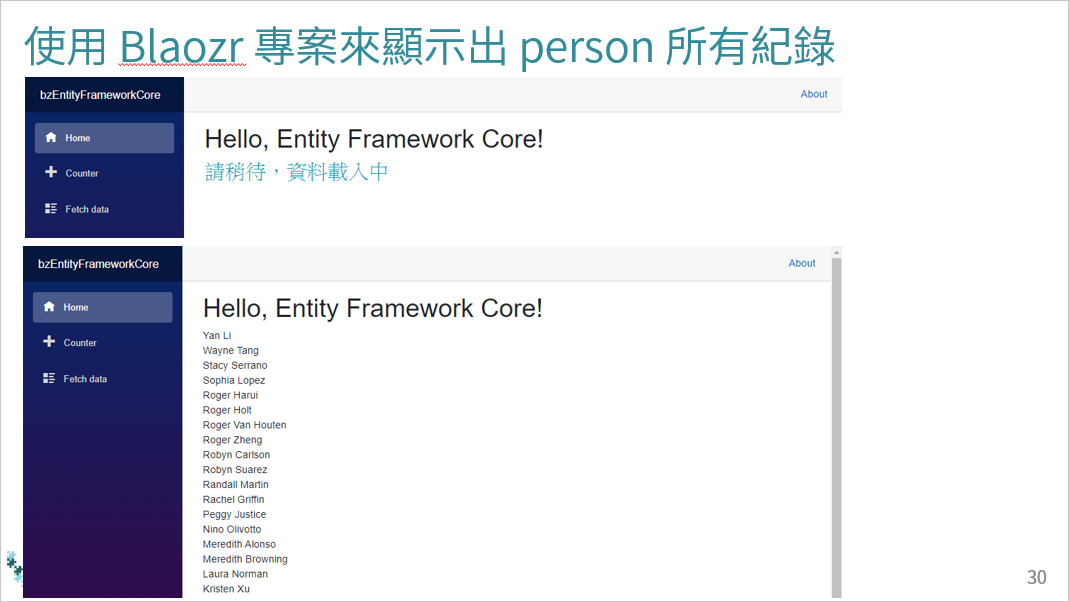 使用 Blaozr 專案來顯示出 person 所有紀錄
bzEntityFrameworkCore
About
Home
Counter
Fetch data
Hello, Entity Framework Core!
請稍待，資料載入中
bzEntityFrameworkCore
About
Home
Counter
Fetch data
Hello, Entity Framework Core!
Yan Li
Wayne Tang
Stacy Serrano
Sophia Lopez
Roger Harui
Roger Holt
Roger Van Houten
Roger Zheng
Robyn Carlson
Robyn Suarez
Randall Martin
Rachel Griffin
Peggy Justice
Nino Olivotto
Meredith Alonso
Meredith Browning
Laura Norman
Kristen Xu
30